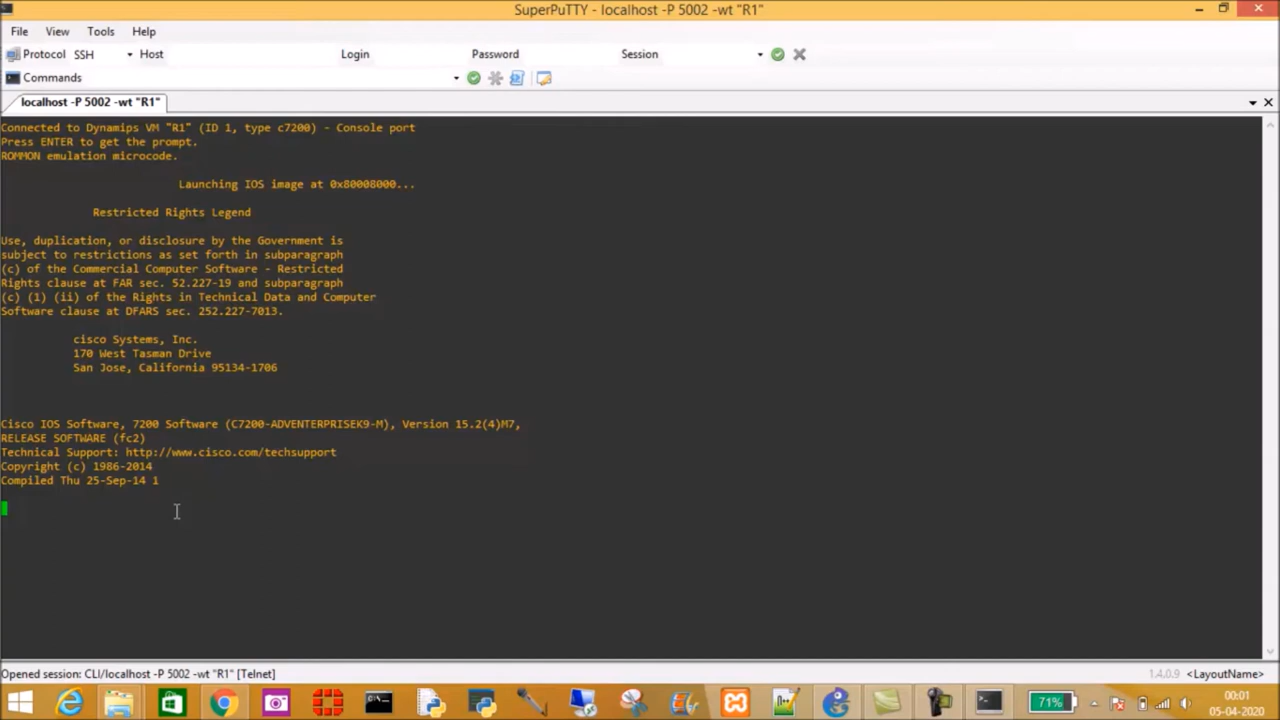 SuperPuTTY - localhost -P 5002 -wt "R1"
File View Tools Help
Protocol SSH Host Login Password Session
Commands
localhost -P 5002 -wt "R1"
Connected to Dynamips VM "R1" (ID 1, type c7200) - Console port
Press ENTER to get the prompt.
ROMMON emulation microcode.
Launching IOS image at 0x80008000...
Restricted Rights Legend
Use, duplication, or disclosure by the Government is
subject to restrictions as set forth in subparagraph
(c) of the Commercial Computer Software - Restricted
Rights clause at FAR sec. 52.227-19 and subparagraph
(c) (1) (ii) of the Rights in Technical Data and Computer
Software clause at DFARS sec. 252.227-7013.
cisco Systems, Inc.
170 West Tasman Drive
San Jose, California 95134-1706
Cisco IOS Software, 7200 Software (C7200-ADVENTERPRISEK9-M), Version 15.2(4)M7,
RELEASE SOFTWARE (fc2)
Technical Support: http://www.cisco.com/techsupport
Copyright (c) 1986-2014
Compiled Thu 25-Sep-14 1
Opened session: CLI/localhost -P 5002 -wt "R1" [Telnet] 1.4.0.9 <LayoutName>
71% 00:01
05-04-2020